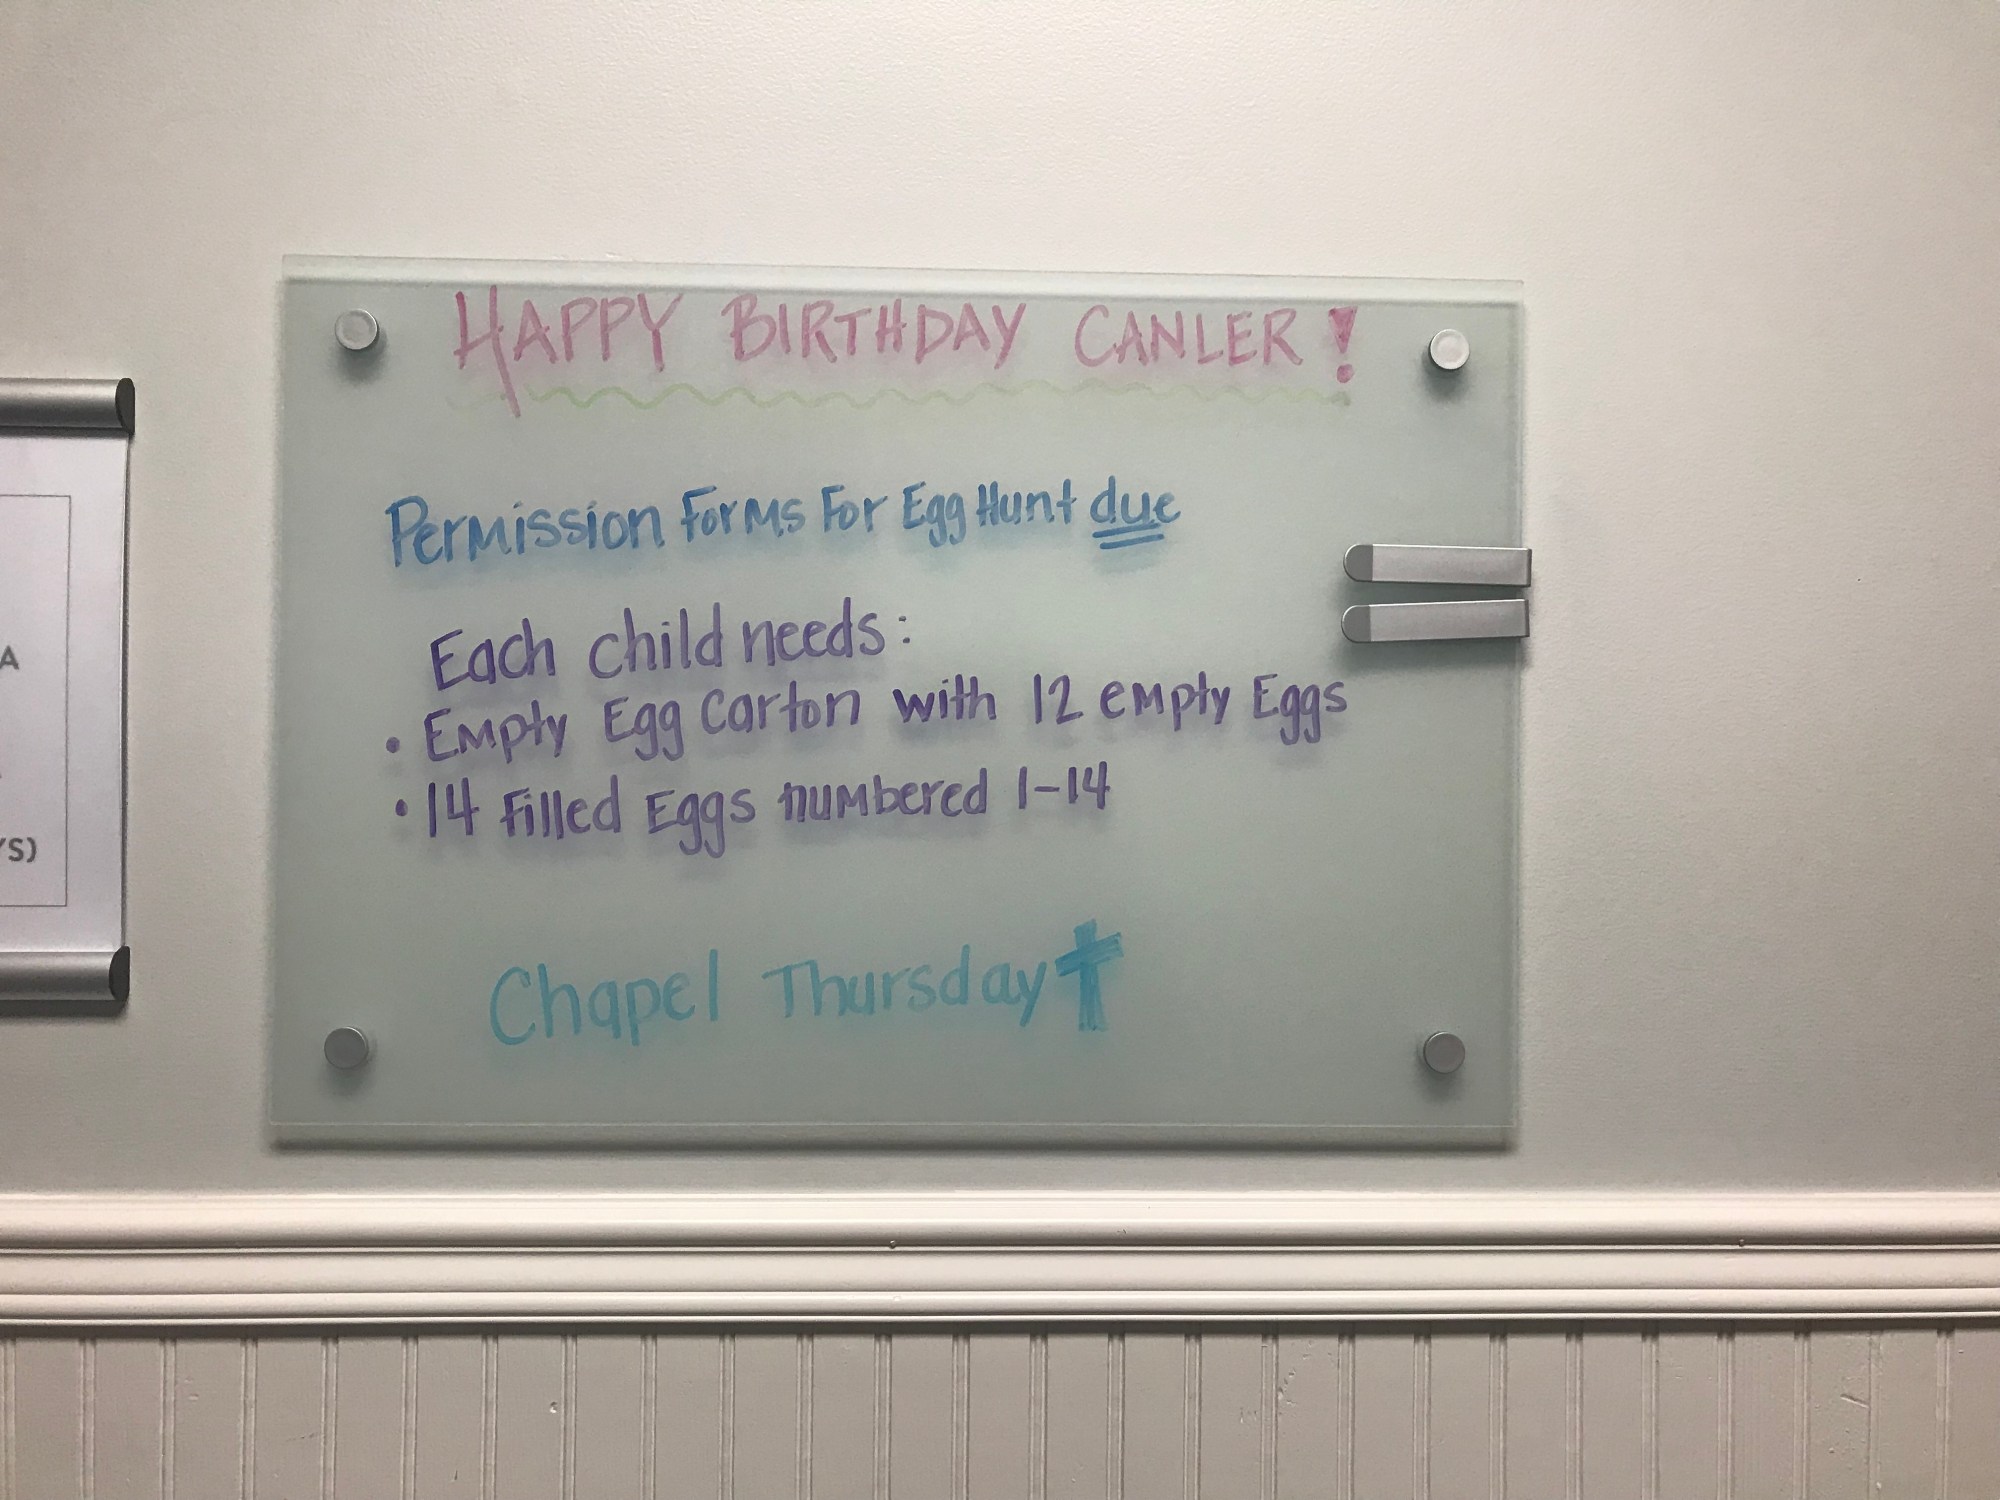 HAPPY BIRTHDAY CANLER!
Permission Forms For Egg Hunt due
Each child needs:
• Empty Egg Carton with 12 empty Eggs
• 14 Filled Eggs numbered 1-14
Chapel Thursday
A
YS)